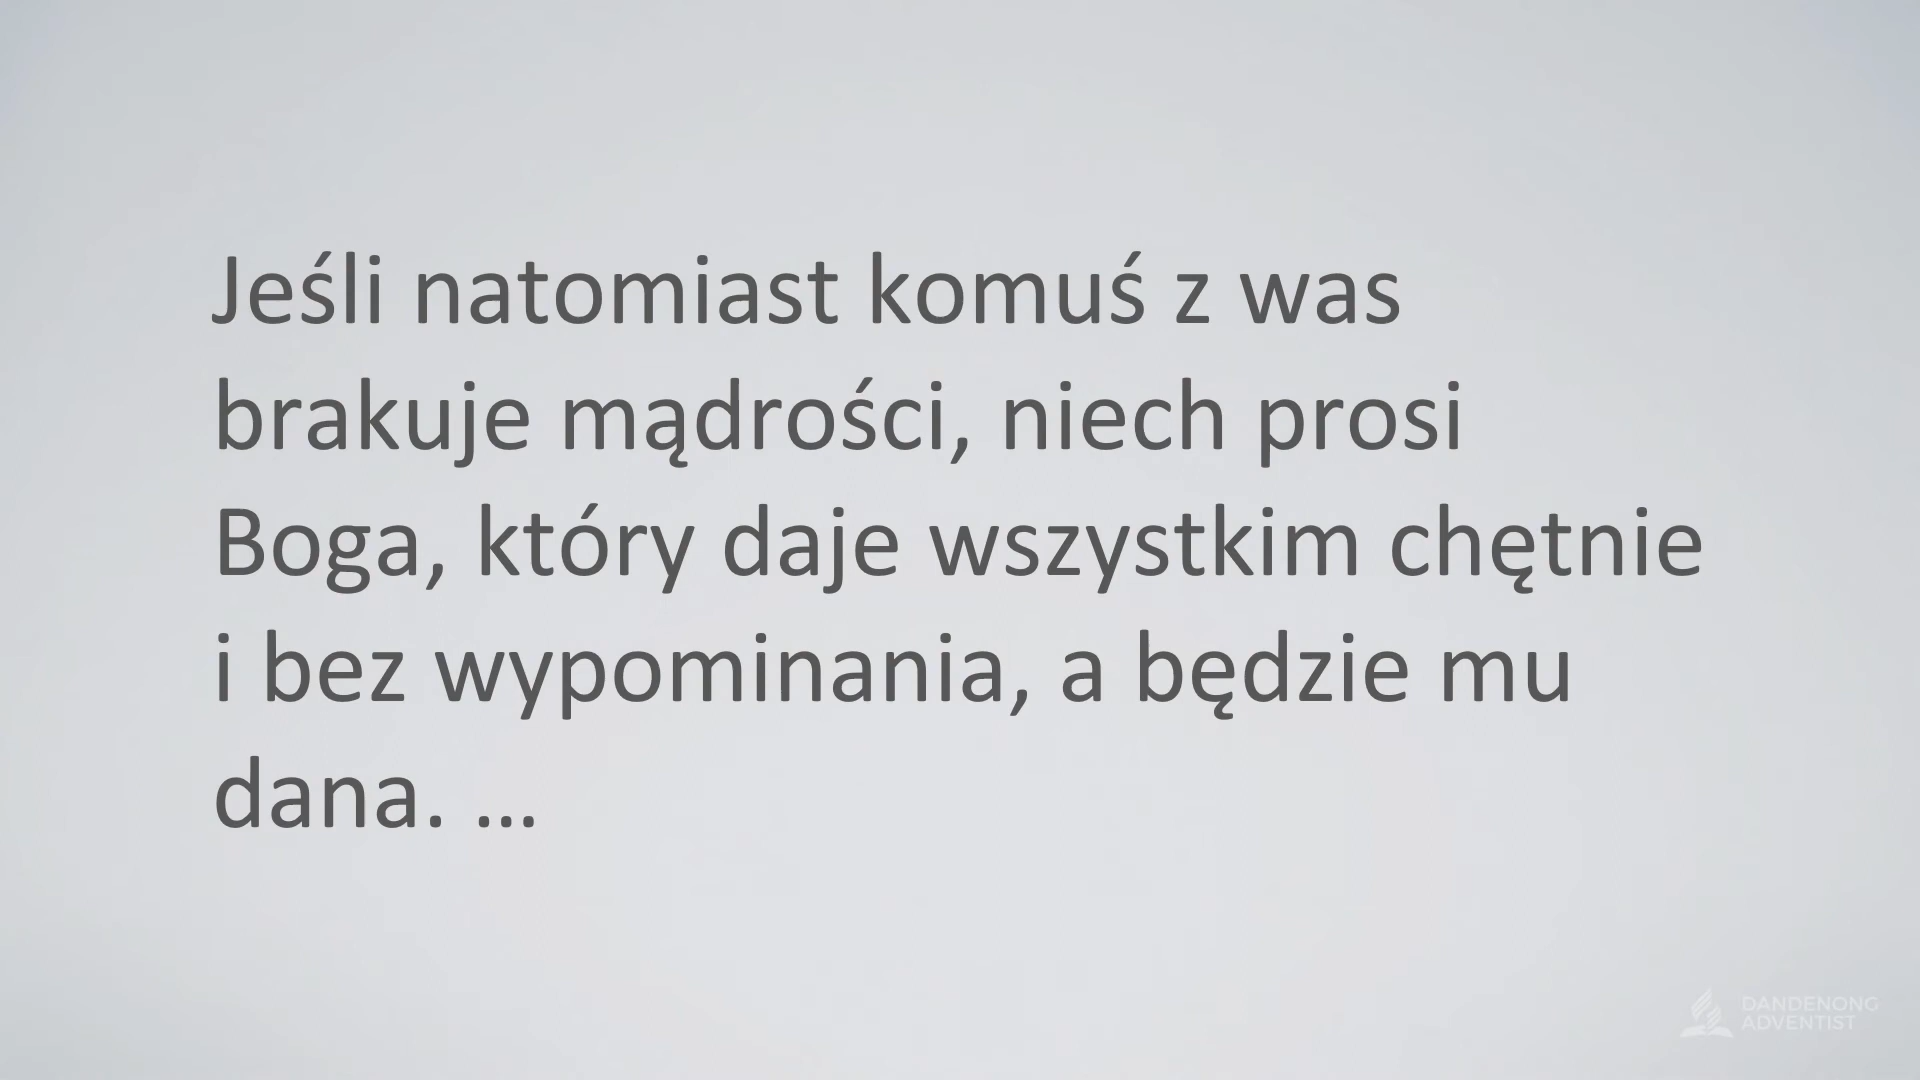 Jeśli natomiast komuś z was
brakuje mądrości, niech prosi
Boga, który daje wszystkim chętnie
i bez wypominania, a będzie mu
dana. ...
DANDENONG
ADVENTIST